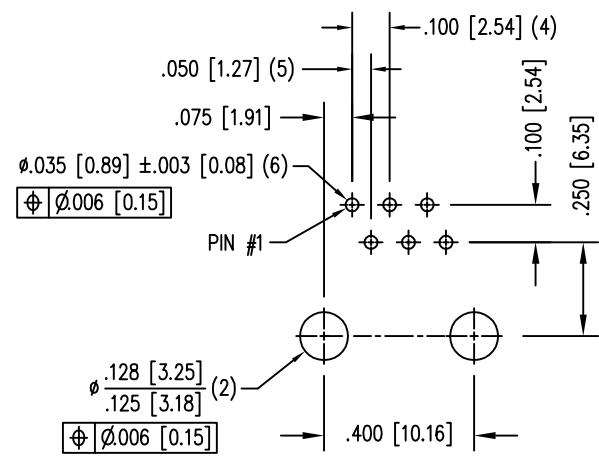 .100 [2.54] (4)
.050 [1.27] (5)
.075 [1.91]
.100 [2.54]
.250 [6.35]
⌀.035 [0.89] ±.003 [0.08] (6)
⌖ ⌀.006 [0.15]
PIN #1
⌀ .128 [3.25]
.125 [3.18] (2)
⌖ ⌀.006 [0.15]
.400 [10.16]